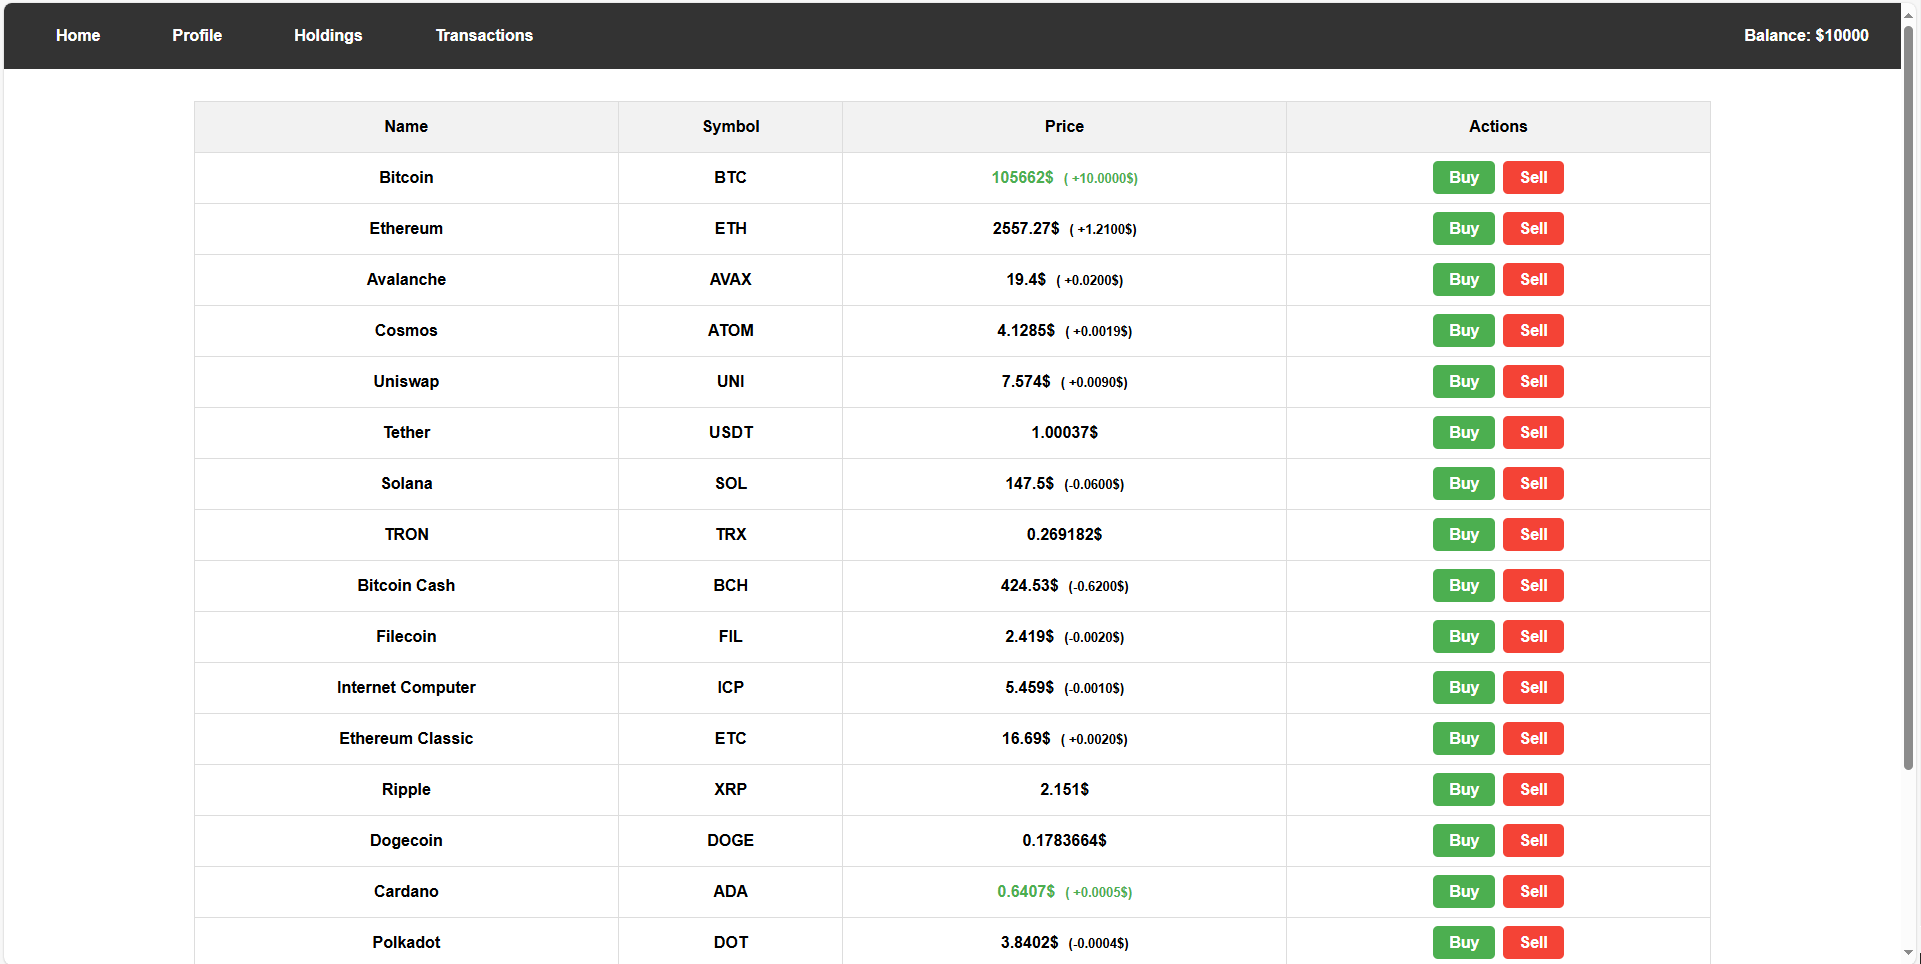 Home Profile Holdings Transactions Balance: $10000
Name Symbol Price Actions
Bitcoin BTC 105662$ ( +10.0000$) Buy Sell
Ethereum ETH 2557.27$ ( +1.2100$) Buy Sell
Avalanche AVAX 19.4$ ( +0.0200$) Buy Sell
Cosmos ATOM 4.1285$ ( +0.0019$) Buy Sell
Uniswap UNI 7.574$ ( +0.0090$) Buy Sell
Tether USDT 1.00037$ Buy Sell
Solana SOL 147.5$ (-0.0600$) Buy Sell
TRON TRX 0.269182$ Buy Sell
Bitcoin Cash BCH 424.53$ (-0.6200$) Buy Sell
Filecoin FIL 2.419$ (-0.0020$) Buy Sell
Internet Computer ICP 5.459$ (-0.0010$) Buy Sell
Ethereum Classic ETC 16.69$ ( +0.0020$) Buy Sell
Ripple XRP 2.151$ Buy Sell
Dogecoin DOGE 0.1783664$ Buy Sell
Cardano ADA 0.6407$ ( +0.0005$) Buy Sell
Polkadot DOT 3.8402$ (-0.0004$) Buy Sell